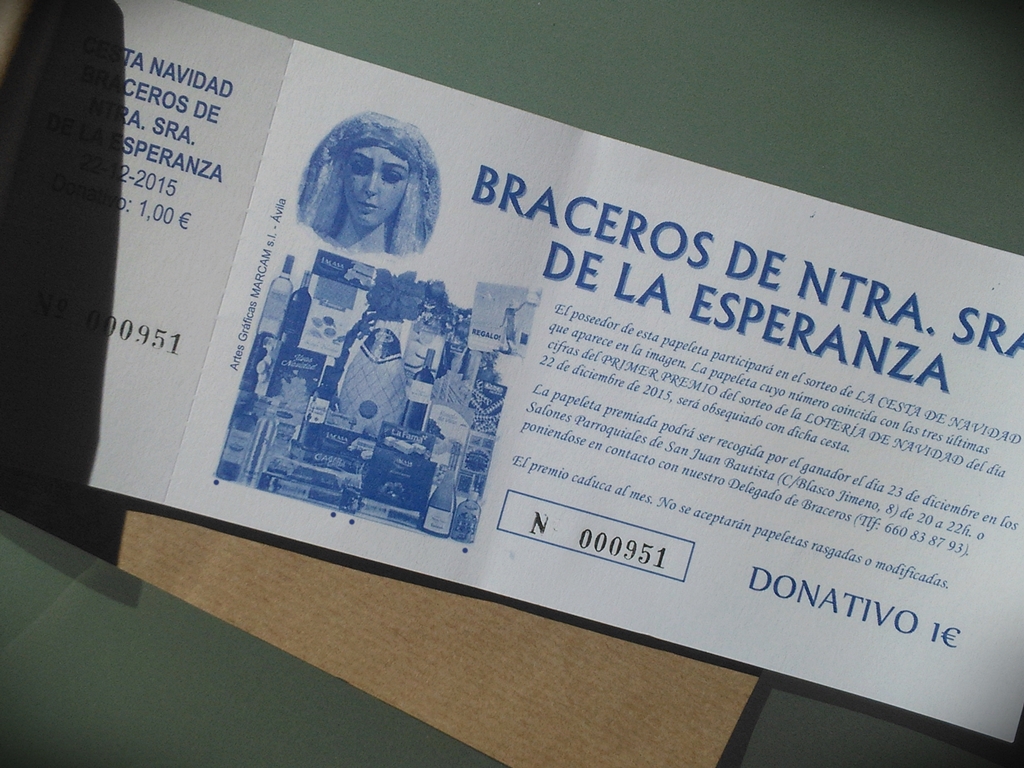 CESTA NAVIDAD
BRACEROS DE
NTRA. SRA.
DE LA ESPERANZA
22-12-2015
Donativo: 1,00 €
Nº 000951
Artes Gráficas MARCAM s.l. - Ávila
REGALOS
BRACEROS DE NTRA. SRA
DE LA ESPERANZA
El poseedor de esta papeleta participará en el sorteo de LA CESTA DE NAVIDAD
que aparece en la imagen. La papeleta cuyo número coincida con las tres últimas
cifras del PRIMER PREMIO del sorteo de la LOTERÍA DE NAVIDAD del día
22 de diciembre de 2015, será obsequiado con dicha cesta.
La papeleta premiada podrá ser recogida por el ganador el día 23 de diciembre en los
Salones Parroquiales de San Juan Bautista (C/Blasco Jimeno, 8) de 20 a 22h. o
poniendose en contacto con nuestro Delegado de Braceros (Tlf: 660 83 87 93).
El premio caduca al mes. No se aceptarán papeletas rasgadas o modificadas.
N 000951
DONATIVO 1€